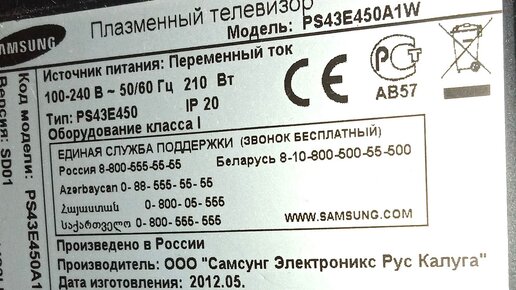 SAMSUNG
Плазменный телевизор
Модель: PS43E450A1W
Источник питания: Переменный ток
100-240 В ~ 50/60 Гц 210 Вт
Тип: PS43E450 IP 20
Оборудование класса I
CE
РСТ
АВ57
ЕДИНАЯ СЛУЖБА ПОДДЕРЖКИ (ЗВОНОК БЕСПЛАТНЫЙ)
Россия 8-800-555-55-55 Беларусь 8-10-800-500-55-500
Azərbaycan 0- 88- 555- 55- 55
Հայաստան 0- 800- 05- 555
საქართველო 0- 800- 555- 555
WWW.SAMSUNG.COM
Произведено в России
Производитель: ООО "Самсунг Электроникс Рус Калуга"
Дата изготовления: 2012.05.
Код модели: PS43E450A1
Версия: SD01